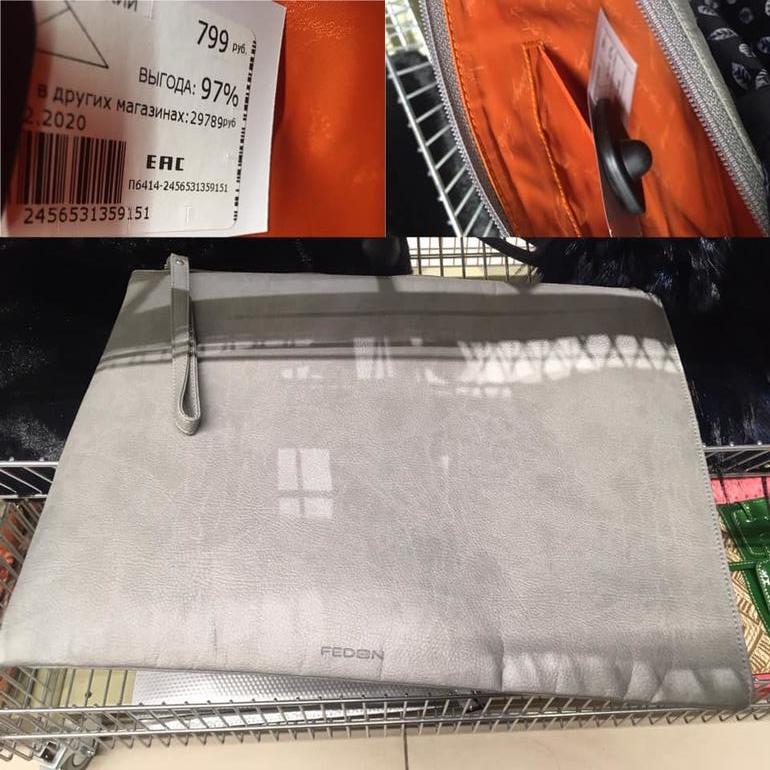 799 руб.
ВЫГОДА: 97%
в других магазинах: 29789руб
2.2020
EAC
П6414-2456531359151
2456531359151
FEDON